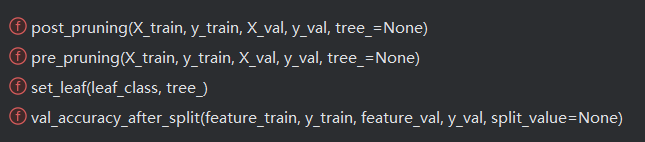 f post_pruning(X_train, y_train, X_val, y_val, tree_=None)
f pre_pruning(X_train, y_train, X_val, y_val, tree_=None)
f set_leaf(leaf_class, tree_)
f val_accuracy_after_split(feature_train, y_train, feature_val, y_val, split_value=None)